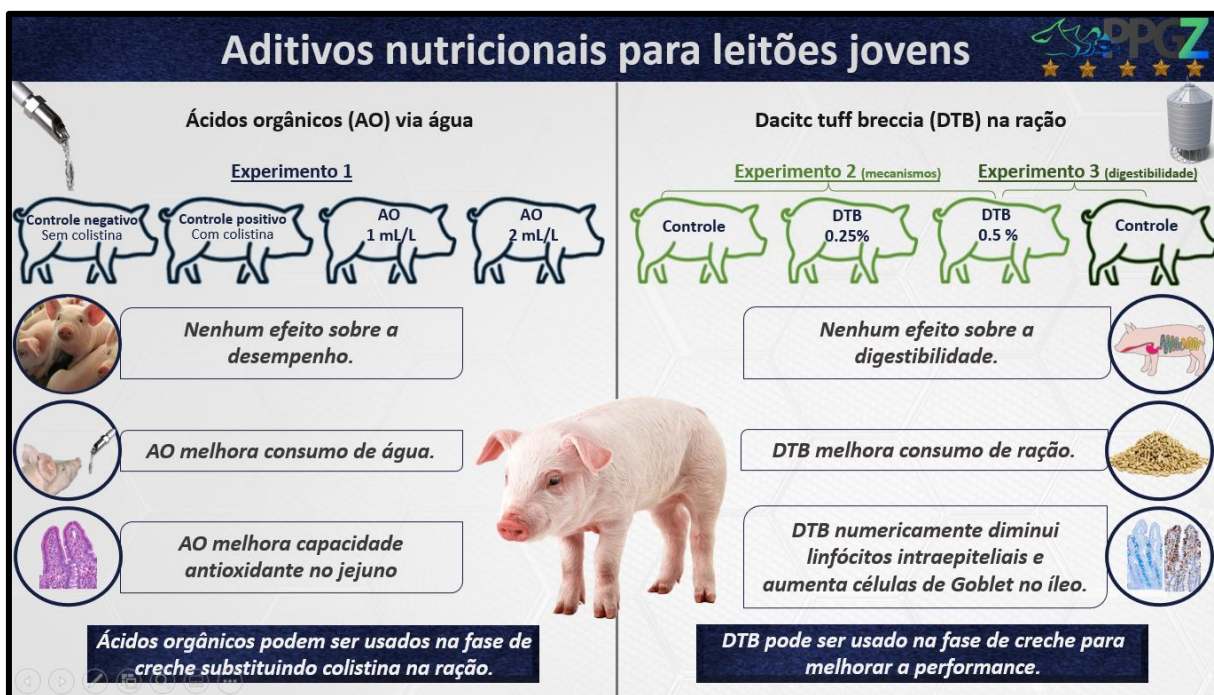 Aditivos nutricionais para leitões jovens
PPGZ
Ácidos orgânicos (AO) via água
Experimento 1
Controle negativo
Sem colistina
Controle positivo
Com colistina
AO
1 mL/L
AO
2 mL/L
Nenhum efeito sobre a
desempenho.
AO melhora consumo de água.
AO melhora capacidade
antioxidante no jejuno
Ácidos orgânicos podem ser usados na fase de
creche substituindo colistina na ração.
Dacitc tuff breccia (DTB) na ração
Experimento 2 (mecanismos)
Experimento 3 (digestibilidade)
Controle
DTB
0.25%
DTB
0.5 %
Controle
Nenhum efeito sobre a
digestibilidade.
DTB melhora consumo de ração.
DTB numericamente diminui
linfócitos intraepiteliais e
aumenta células de Goblet no íleo.
DTB pode ser usado na fase de creche para
melhorar a performance.